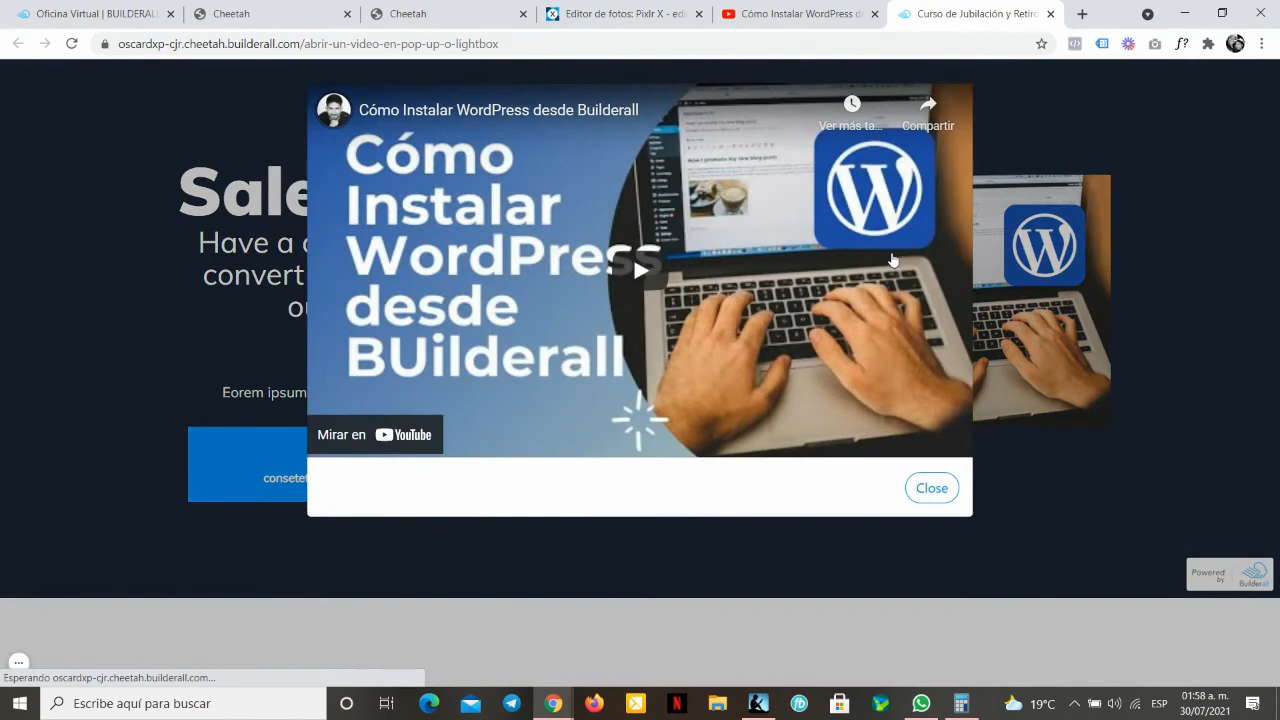 Oficina Virtual | BUILDERALL
Cheetah
Cheetah
Editor de fotos: Pixlr X - edi
Cómo Instalar WordPress de
Curso de Jubilación y Retiro
oscardxp-cjr.cheetah.builderall.com/abrir-un-video-en-pop-up-o-lightbox
f?
Cómo Instalar WordPress desde Builderall
Ver más ta...
Compartir
Cómo
Instalar
WordPress
desde
BUilderall
Mirar en YouTube
Close
Sale
Have a
convert
Eorem ipsum
Powered
by
Builderall
Esperando oscardxp-cjr.cheetah.builderall.com...
Escribe aquí para buscar
19°C
ESP
01:58 a. m.
30/07/2021